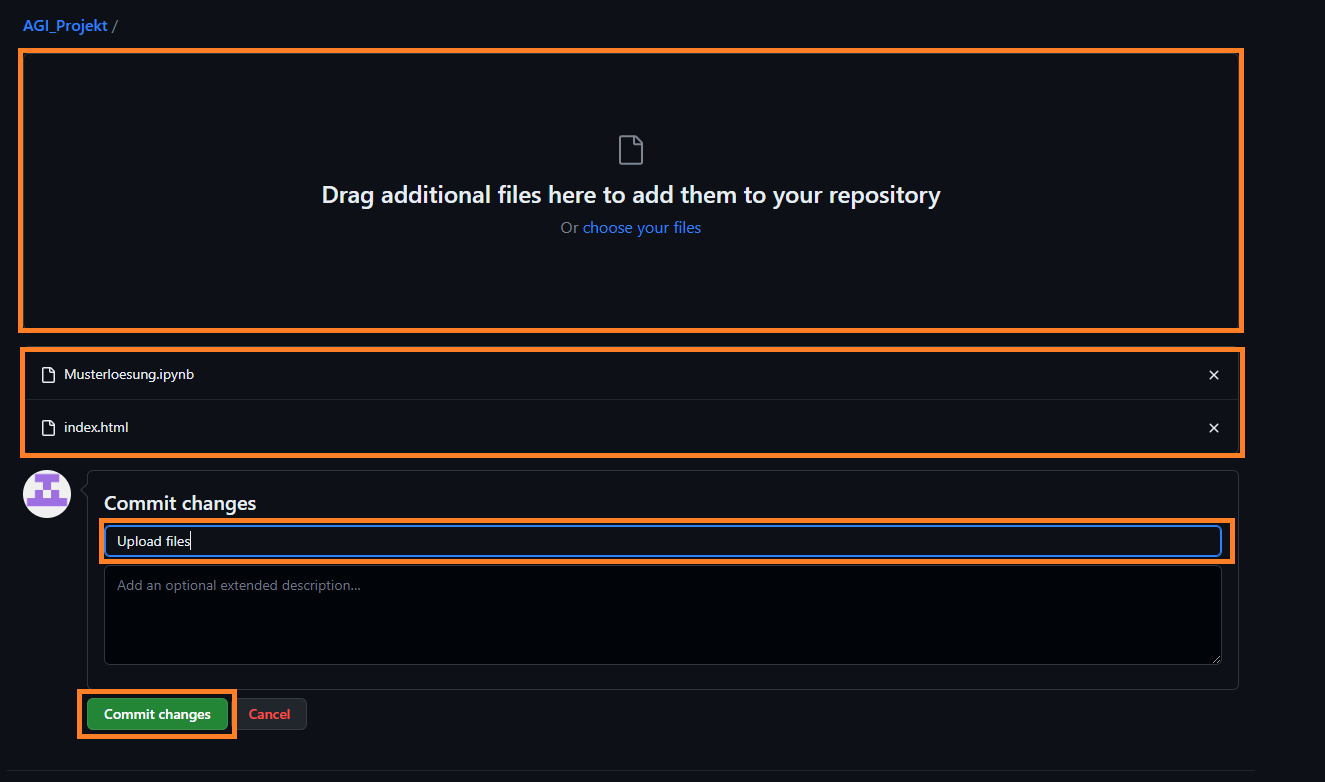 AGI_Projekt /
Drag additional files here to add them to your repository
Or choose your files
Musterloesung.ipynb
index.html
Commit changes
Upload files
Add an optional extended description...
Commit changes
Cancel